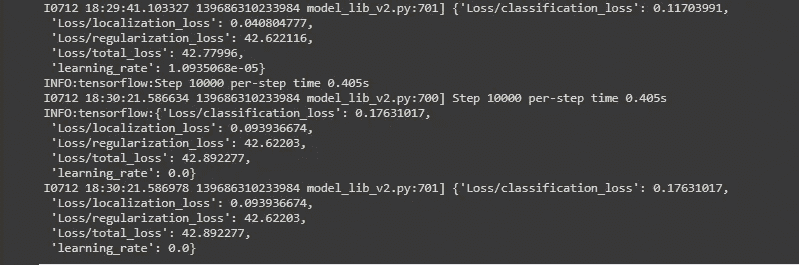 I0712 18:29:41.103327 139686310233984 model_lib_v2.py:701] {'Loss/classification_loss': 0.11703991,
'Loss/localization_loss': 0.040804777,
'Loss/regularization_loss': 42.622116,
'Loss/total_loss': 42.77996,
'learning_rate': 1.0935068e-05}
INFO:tensorflow:Step 10000 per-step time 0.405s
I0712 18:30:21.586634 139686310233984 model_lib_v2.py:700] Step 10000 per-step time 0.405s
INFO:tensorflow:{'Loss/classification_loss': 0.17631017,
'Loss/localization_loss': 0.093936674,
'Loss/regularization_loss': 42.62203,
'Loss/total_loss': 42.892277,
'learning_rate': 0.0}
I0712 18:30:21.586978 139686310233984 model_lib_v2.py:701] {'Loss/classification_loss': 0.17631017,
'Loss/localization_loss': 0.093936674,
'Loss/regularization_loss': 42.62203,
'Loss/total_loss': 42.892277,
'learning_rate': 0.0}